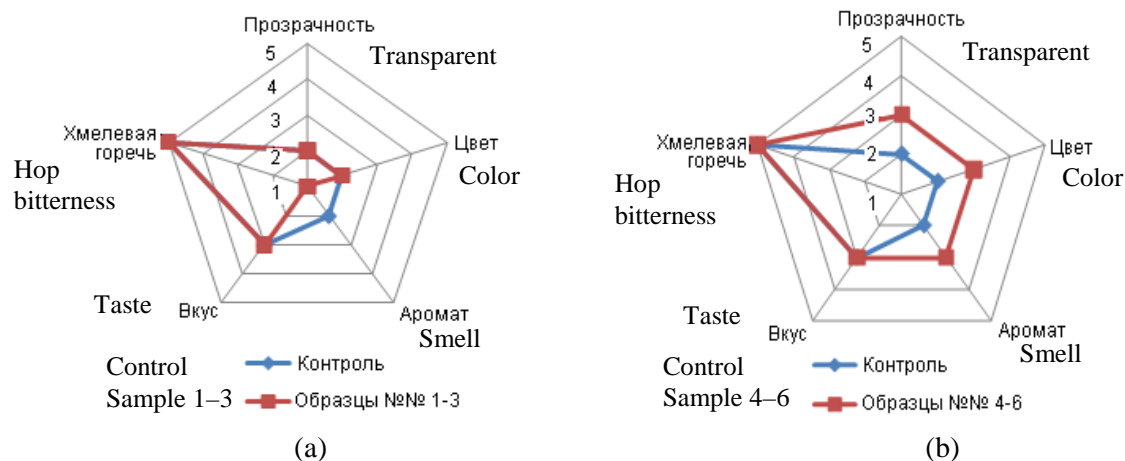 Прозрачность
Transparent
5
4
3
2
1
Хмелевая
горечь
Hop
bitterness
Цвет
Color
Taste
Вкус
Аромат
Smell
Control
Контроль
Sample 1–3
Образцы №№ 1-3
(a)
Прозрачность
Transparent
5
4
3
2
1
Хмелевая
горечь
Hop
bitterness
Цвет
Color
Taste
Вкус
Аромат
Smell
Control
Контроль
Sample 4–6
Образцы №№ 4-6
(b)